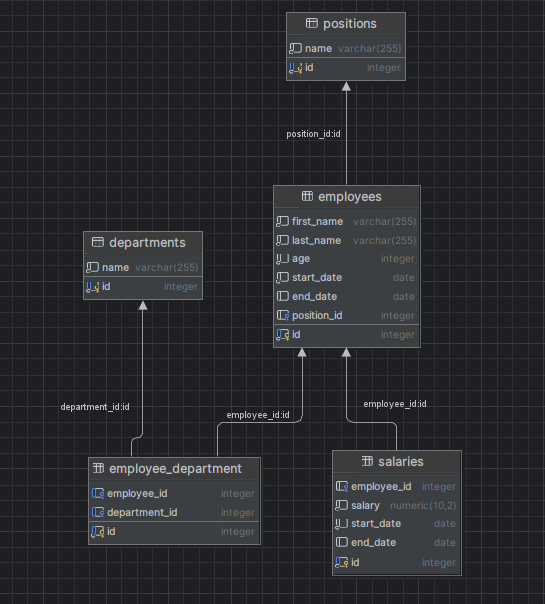 positions
name varchar(255)
id integer
position_id:id
employees
first_name varchar(255)
last_name varchar(255)
age integer
start_date date
end_date date
position_id integer
id
departments
name varchar(255)
id integer
department_id:id
employee_id:id
employee_id:id
employee_department
employee_id integer
department_id integer
id integer
salaries
employee_id integer
salary numeric(10,2)
start_date date
end_date date
id integer